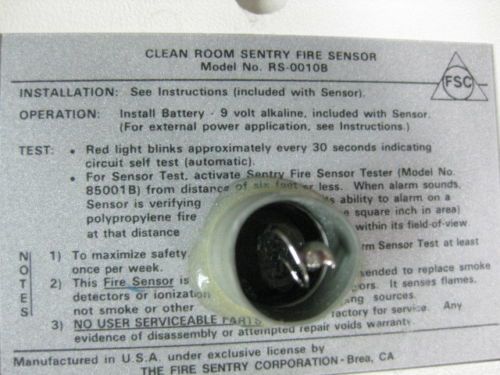 CLEAN ROOM SENTRY FIRE SENSOR
Model No. RS-0010B
FSC
INSTALLATION: See Instructions (included with Sensor).
OPERATION: Install Battery - 9 volt alkaline, included with Sensor.
(For external power application, see Instructions.)
TEST: • Red light blinks approximately every 30 seconds indicating
circuit self test (automatic).
• For Sensor Test, activate Sentry Fire Sensor Tester (Model No.
85001B) from distance of six feet or less. When alarm sounds,
Sensor is verifying its ability to alarm on a
polypropylene fire square inch in area)
at that distance within its field-of-view.
NOTES
1) To maximize safety, Sensor Test at least
once per week.
2) This Fire Sensor is to replace smoke
detectors or ionization It senses flames,
not smoke or other sources.
3) NO USER SERVICEABLE PARTS factory for service. Any
evidence of disassembly or attempted repair voids warranty.
Manufactured in U.S.A. under exclusive license by
THE FIRE SENTRY CORPORATION - Brea, CA